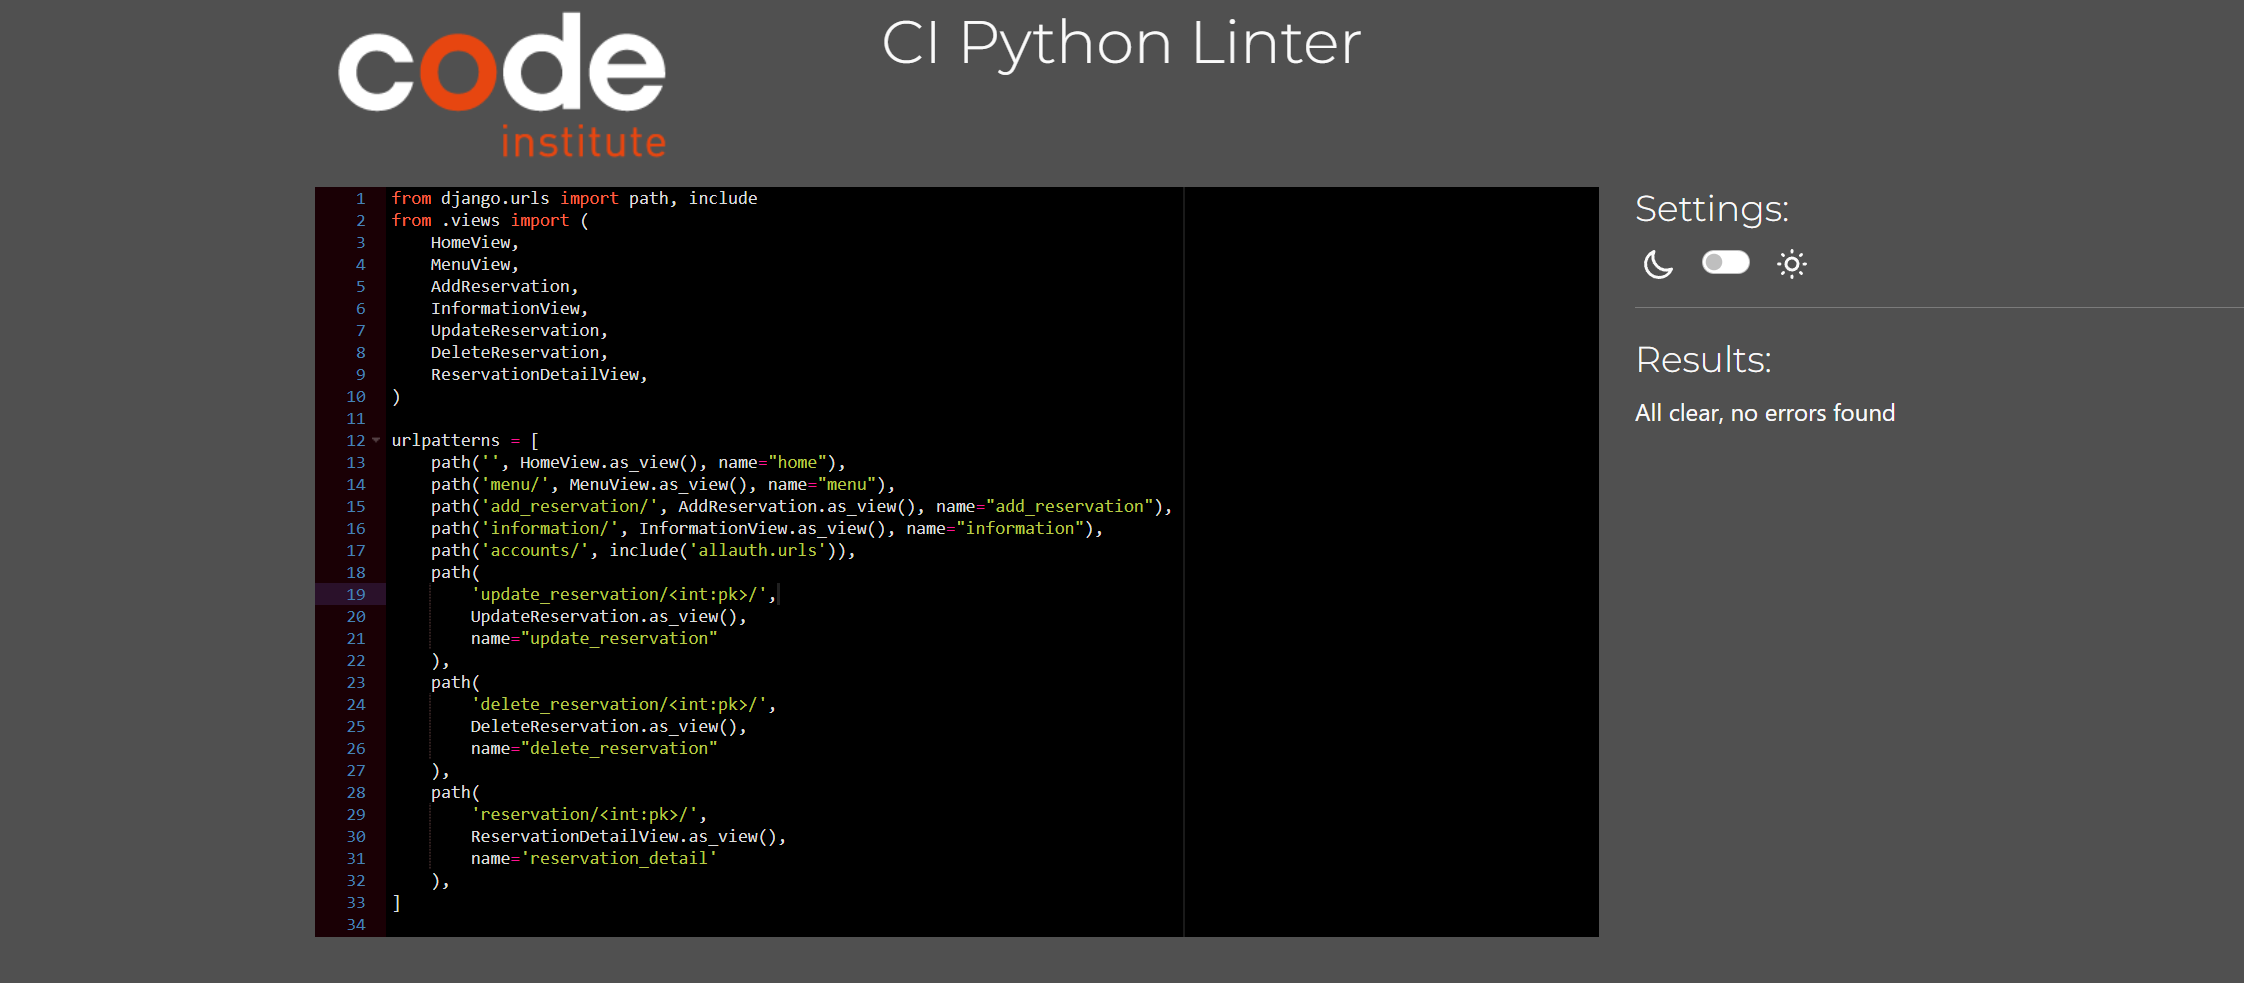 code
institute
CI Python Linter
1 from django.urls import path, include
2 from .views import (
3     HomeView,
4     MenuView,
5     AddReservation,
6     InformationView,
7     UpdateReservation,
8     DeleteReservation,
9     ReservationDetailView,
10 )
11
12 urlpatterns = [
13     path('', HomeView.as_view(), name="home"),
14     path('menu/', MenuView.as_view(), name="menu"),
15     path('add_reservation/', AddReservation.as_view(), name="add_reservation"),
16     path('information/', InformationView.as_view(), name="information"),
17     path('accounts/', include('allauth.urls')),
18     path(
19         'update_reservation/<int:pk>/',
20         UpdateReservation.as_view(),
21         name="update_reservation"
22     ),
23     path(
24         'delete_reservation/<int:pk>/',
25         DeleteReservation.as_view(),
26         name="delete_reservation"
27     ),
28     path(
29         'reservation/<int:pk>/',
30         ReservationDetailView.as_view(),
31         name='reservation_detail'
32     ),
33 ]
34
Settings:
Results:
All clear, no errors found